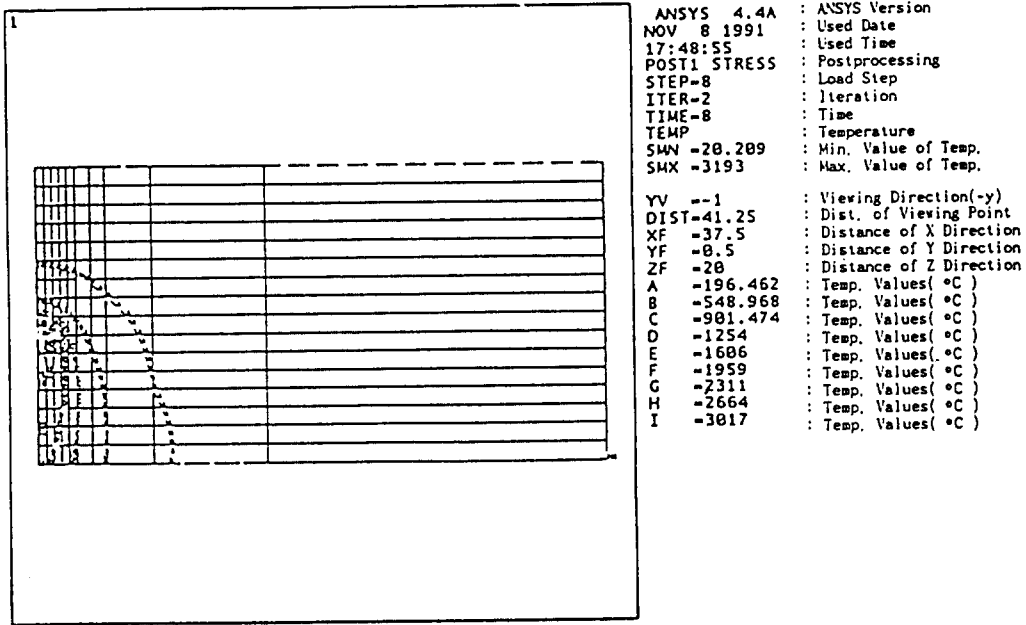 1
ANSYS 4.4A : ANSYS Version
NOV 8 1991 : Used Date
17:48:55 : Used Time
POST1 STRESS : Postprocessing
STEP=8 : Load Step
ITER=2 : Iteration
TIME=8 : Time
TEMP : Temperature
SMN =20.209 : Min. Value of Temp.
SMX =3193 : Max. Value of Temp.
YV =-1 : Viewing Direction(-y)
DIST=41.25 : Dist. of Viewing Point
XF =37.5 : Distance of X Direction
YF =0.5 : Distance of Y Direction
ZF =20 : Distance of Z Direction
A =196.462 : Temp. Values( °C )
B =548.968 : Temp. Values( °C )
C =901.474 : Temp. Values( °C )
D =1254 : Temp. Values( °C )
E =1606 : Temp. Values( °C )
F =1959 : Temp. Values( °C )
G =2311 : Temp. Values( °C )
H =2664 : Temp. Values( °C )
I =3017 : Temp. Values( °C )